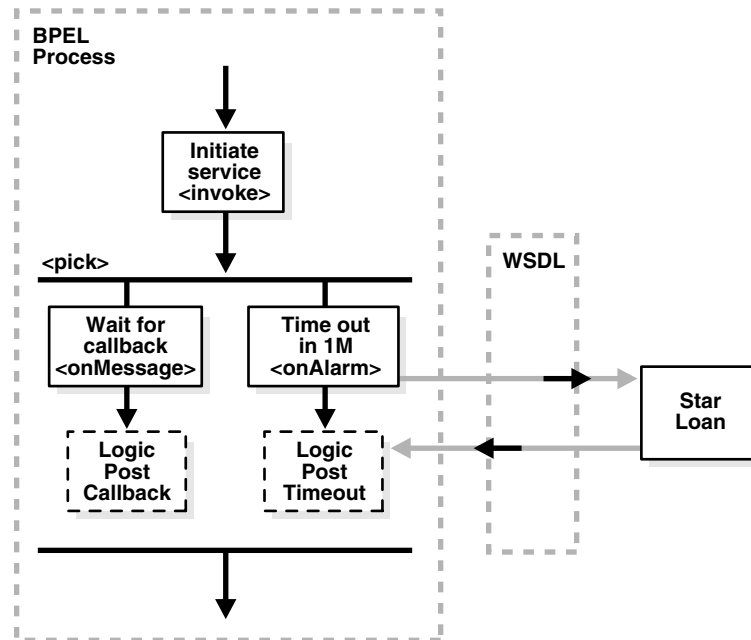 BPEL
Process
Initiate
service
<invoke>
<pick>
WSDL
Wait for
callback
<onMessage>
Time out
in 1M
<onAlarm>
Star
Loan
Logic
Post
Callback
Logic
Post
Timeout